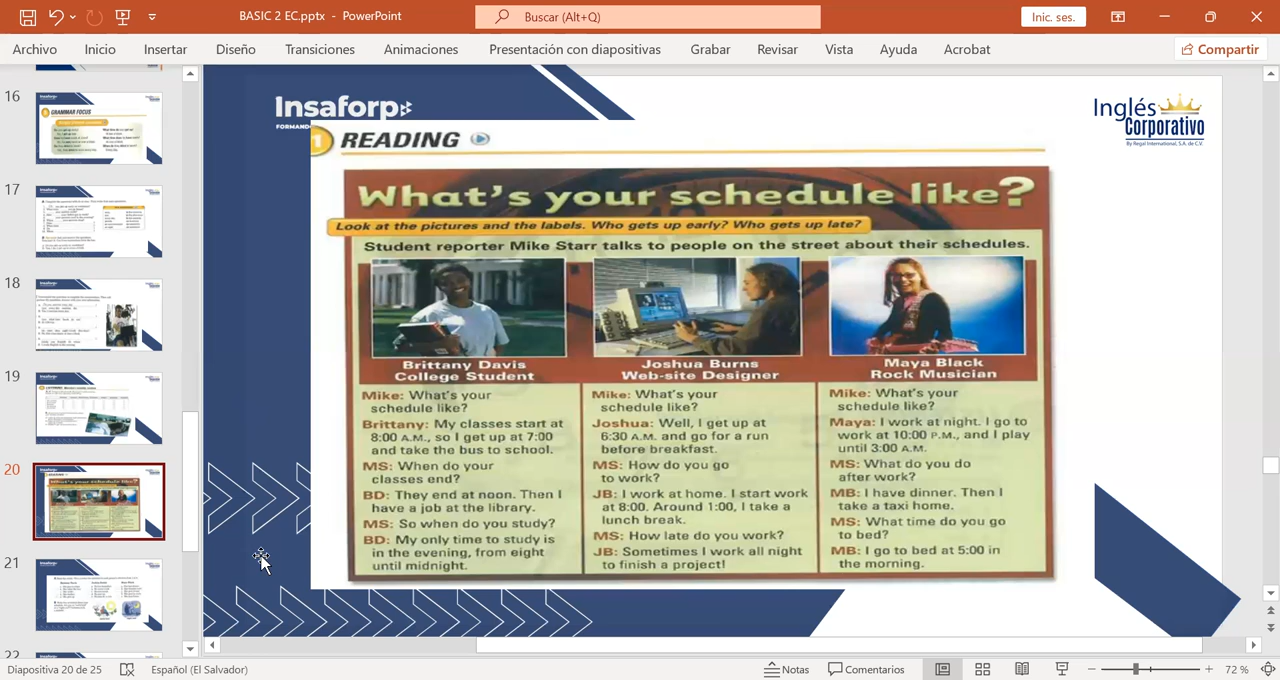 BASIC 2 EC.pptx - PowerPoint
Buscar (Alt+Q)
Inic. ses.
Archivo Inicio Insertar Diseño Transiciones Animaciones Presentación con diapositivas Grabar Revisar Vista Ayuda Acrobat
Compartir
16
GRAMMAR FOCUS
17
18
19
20
21
22
Insaforp
FORMAND
Inglés
Corporativo
By Regal International, S.A. de C.V.
1 READING
What's your schedule like?
Look at the pictures and the labels. Who gets up early? Who gets up late?
Student reporter Mike Starr talks to people on the street about their schedules.
Brittany Davis
College Student
Mike: What's your
schedule like?
Brittany: My classes start at
8:00 A.M., so I get up at 7:00
and take the bus to school.
MS: When do your
classes end?
BD: They end at noon. Then I
have a job at the library.
MS: So when do you study?
BD: My only time to study is
in the evening, from eight
until midnight.
Joshua Burns
Web-site Designer
Mike: What's your
schedule like?
Joshua: Well, I get up at
6:30 A.M. and go for a run
before breakfast.
MS: How do you go
to work?
JB: I work at home. I start work
at 8:00. Around 1:00, I take a
lunch break.
MS: How late do you work?
JB: Sometimes I work all night
to finish a project!
Maya Black
Rock Musician
Mike: What's your
schedule like?
Maya: I work at night. I go to
work at 10:00 P.M., and I play
until 3:00 A.M.
MS: What do you do
after work?
MB: I have dinner. Then I
take a taxi home.
MS: What time do you go
to bed?
MB: I go to bed at 5:00 in
the morning.
Diapositiva 20 de 25
Español (El Salvador)
Notas
Comentarios
72 %